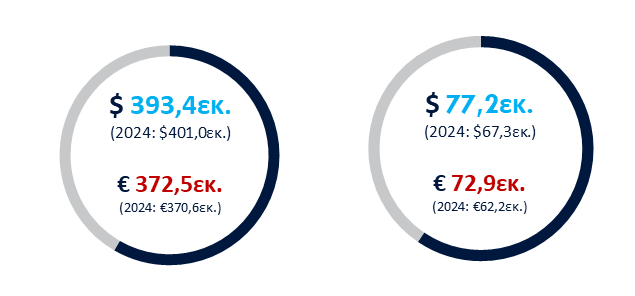 $ 393,4εκ.
(2024: $401,0εκ.)
€ 372,5εκ.
(2024: €370,6εκ.)
$ 77,2εκ.
(2024: $67,3εκ.)
€ 72,9εκ.
(2024: €62,2εκ.)